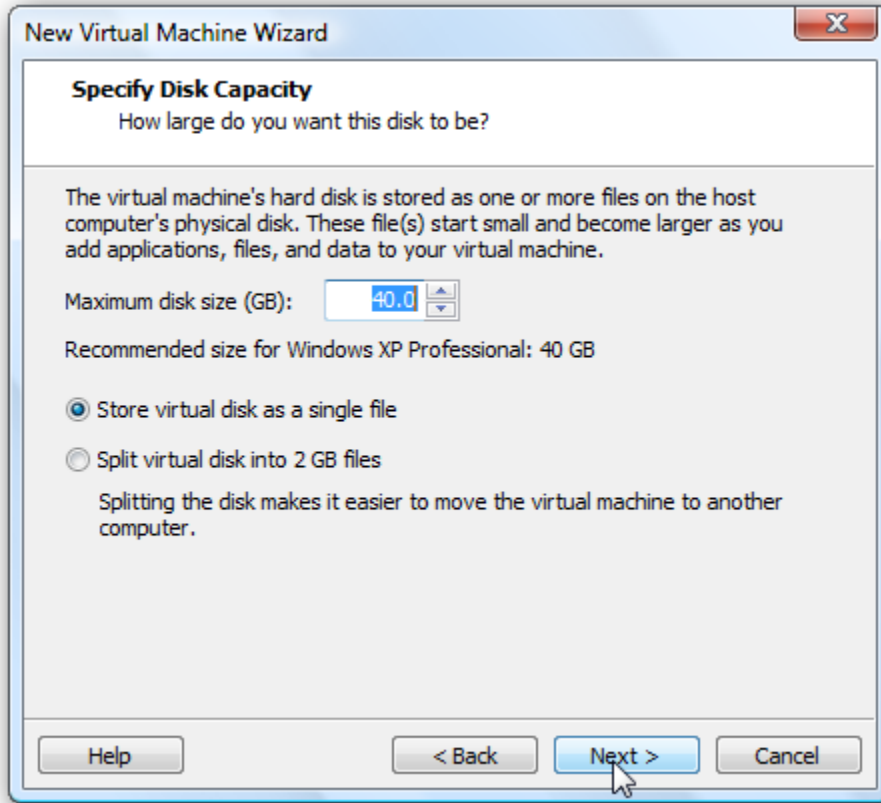 New Virtual Machine Wizard
X
Specify Disk Capacity
How large do you want this disk to be?
The virtual machine's hard disk is stored as one or more files on the host
computer's physical disk. These file(s) start small and become larger as you
add applications, files, and data to your virtual machine.
Maximum disk size (GB): 40.0
Recommended size for Windows XP Professional: 40 GB
Store virtual disk as a single file
Split virtual disk into 2 GB files
Splitting the disk makes it easier to move the virtual machine to another
computer.
Help < Back Next > Cancel